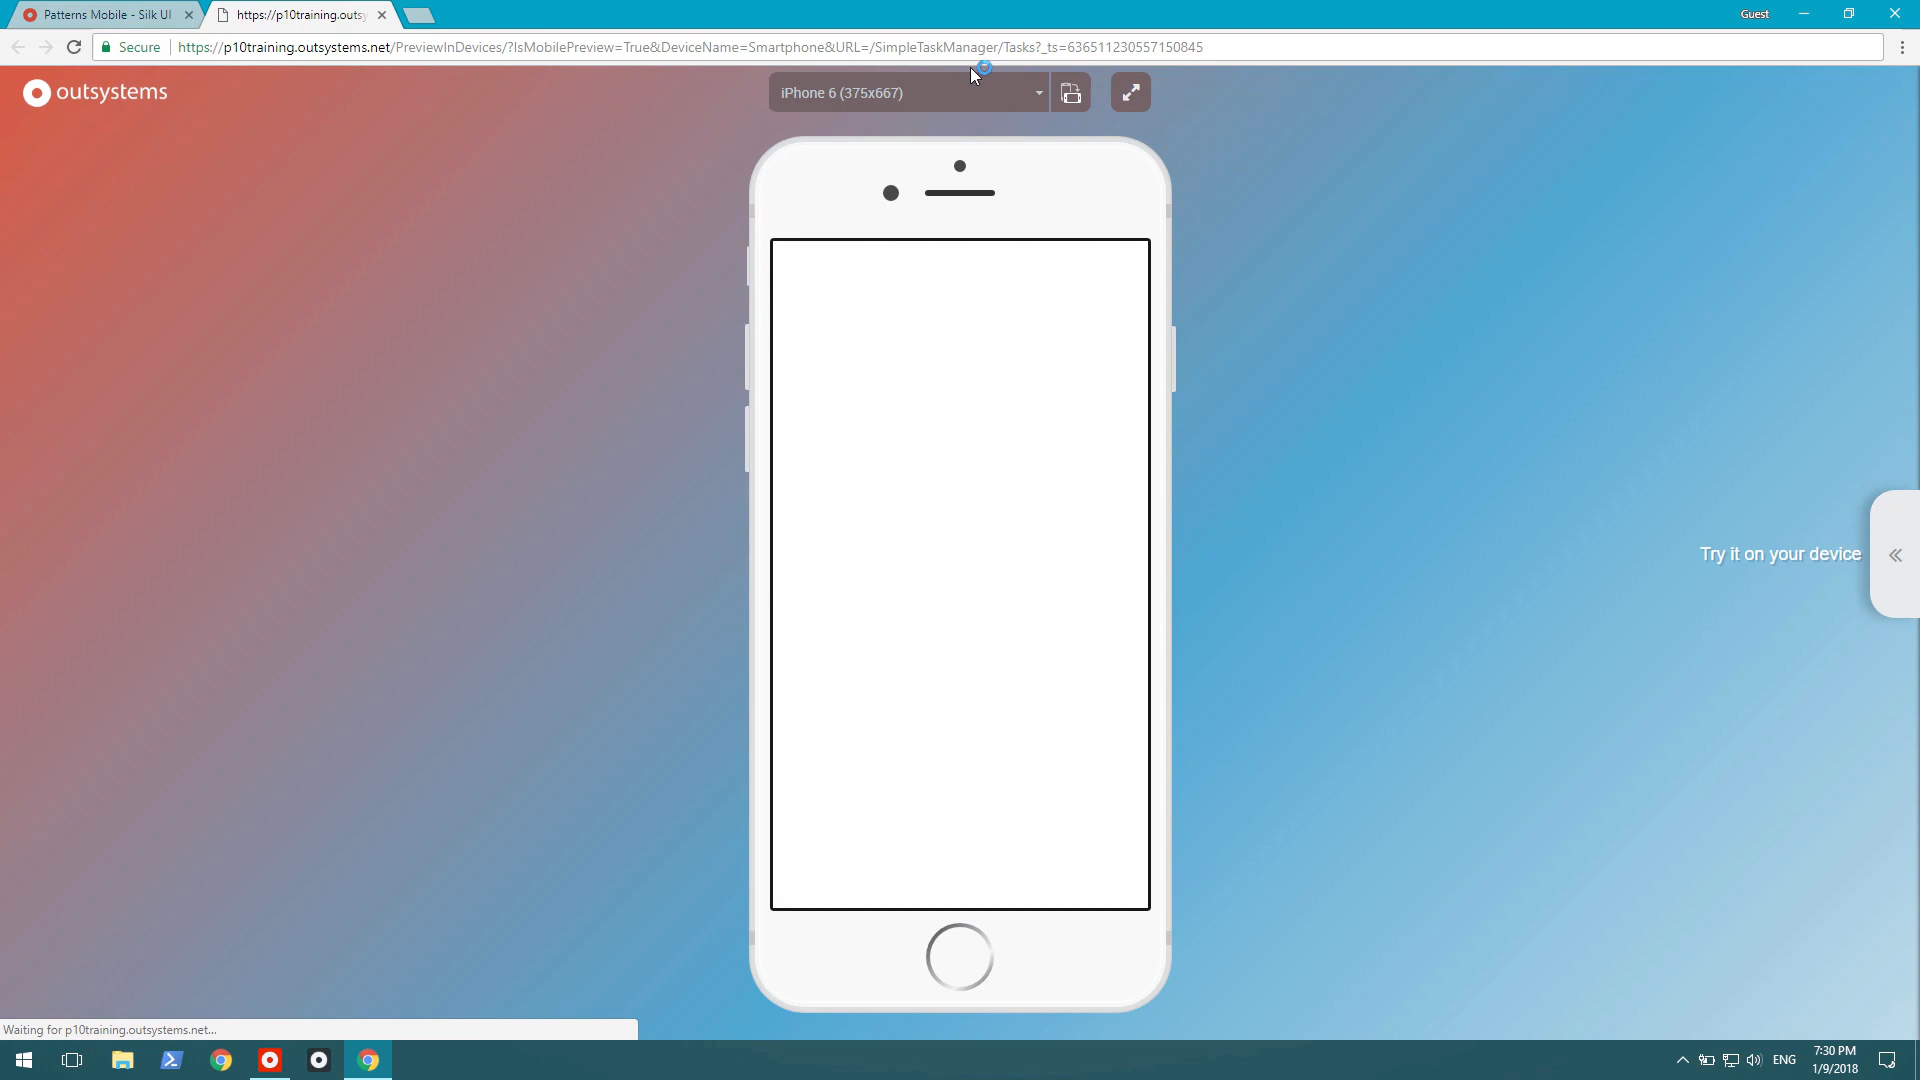 Patterns Mobile - Silk UI
https://p10training.outsy
Guest
Secure
https://p10training.outsystems.net/PreviewInDevices/?IsMobilePreview=True&DeviceName=Smartphone&URL=/SimpleTaskManager/Tasks?_ts=636511230557150845
outsystems
iPhone 6 (375x667)
Try it on your device
Waiting for p10training.outsystems.net...
ENG
7:30 PM
1/9/2018